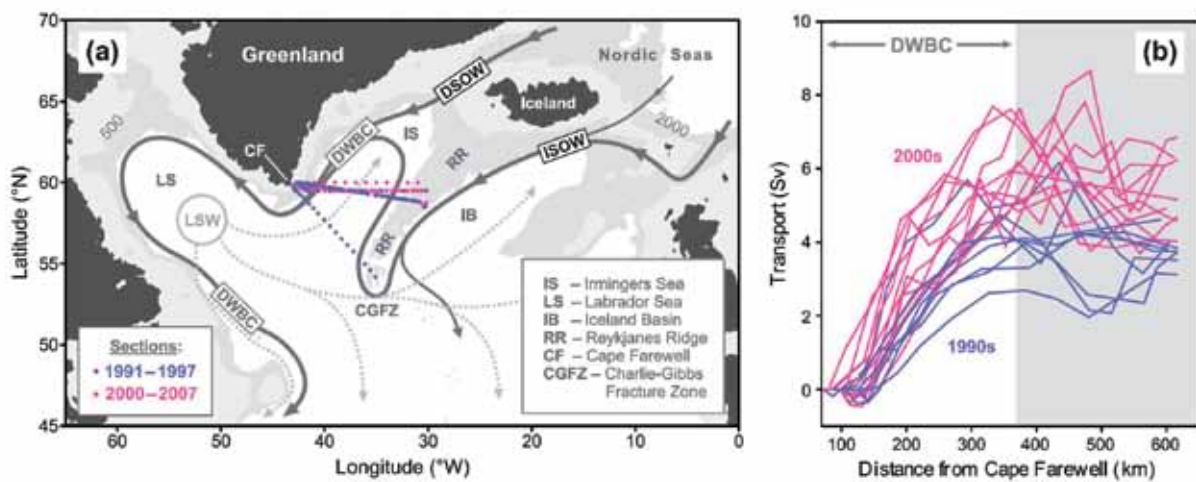 (a)
Greenland
Nordic Seas
Iceland
DSOW
ISOW
DWBC
IS
CF
500
2000
LS
LSW
RR
IB
RR
CGFZ
DWBC
IS – Irmingers Sea
LS – Labrador Sea
IB – Iceland Basin
RR – Reykjanes Ridge
CF – Cape Farewell
CGFZ – Charlie-Gibbs
Fracture Zone
Sections:
1991–1997
2000–2007
70
65
60
55
50
45
Latitude (°N)
60 50 40 30 20 10 0
Longitude (°W)
(b)
DWBC
2000s
1990s
10
8
6
4
2
0
Transport (Sv)
100 200 300 400 500 600
Distance from Cape Farewell (km)